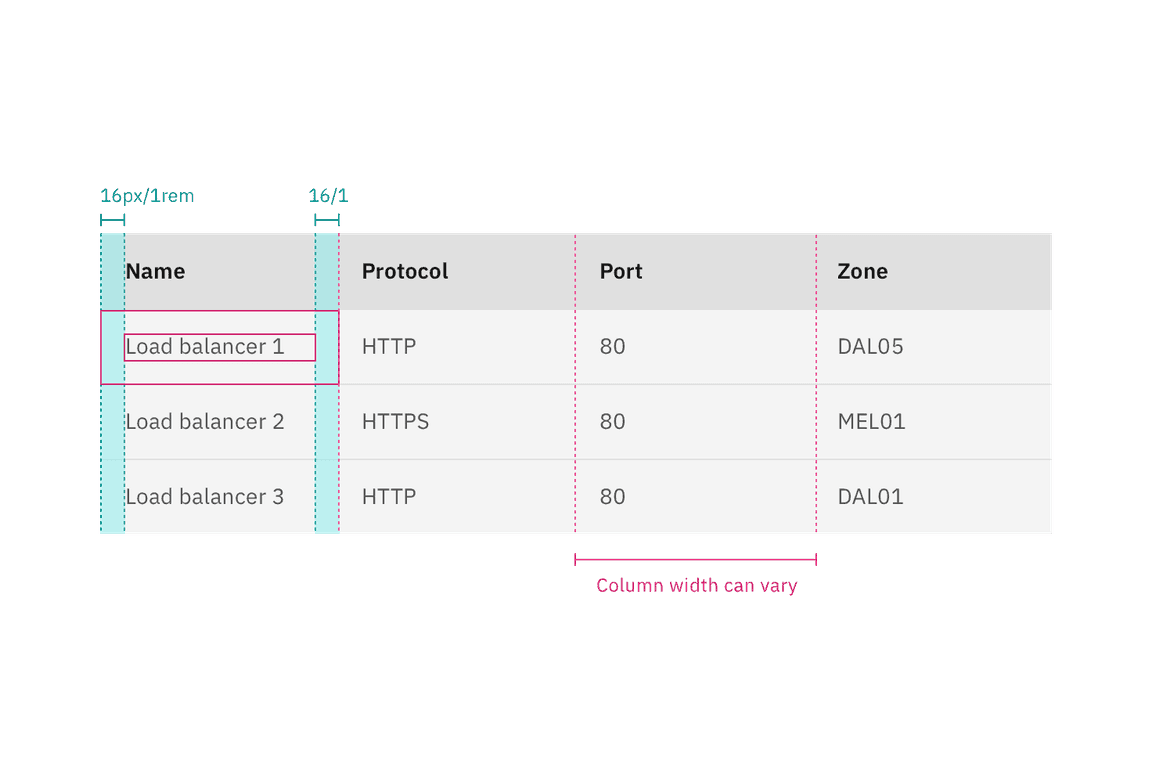 16px/1rem 16/1
Name Protocol Port Zone
Load balancer 1 HTTP 80 DAL05
Load balancer 2 HTTPS 80 MEL01
Load balancer 3 HTTP 80 DAL01
Column width can vary